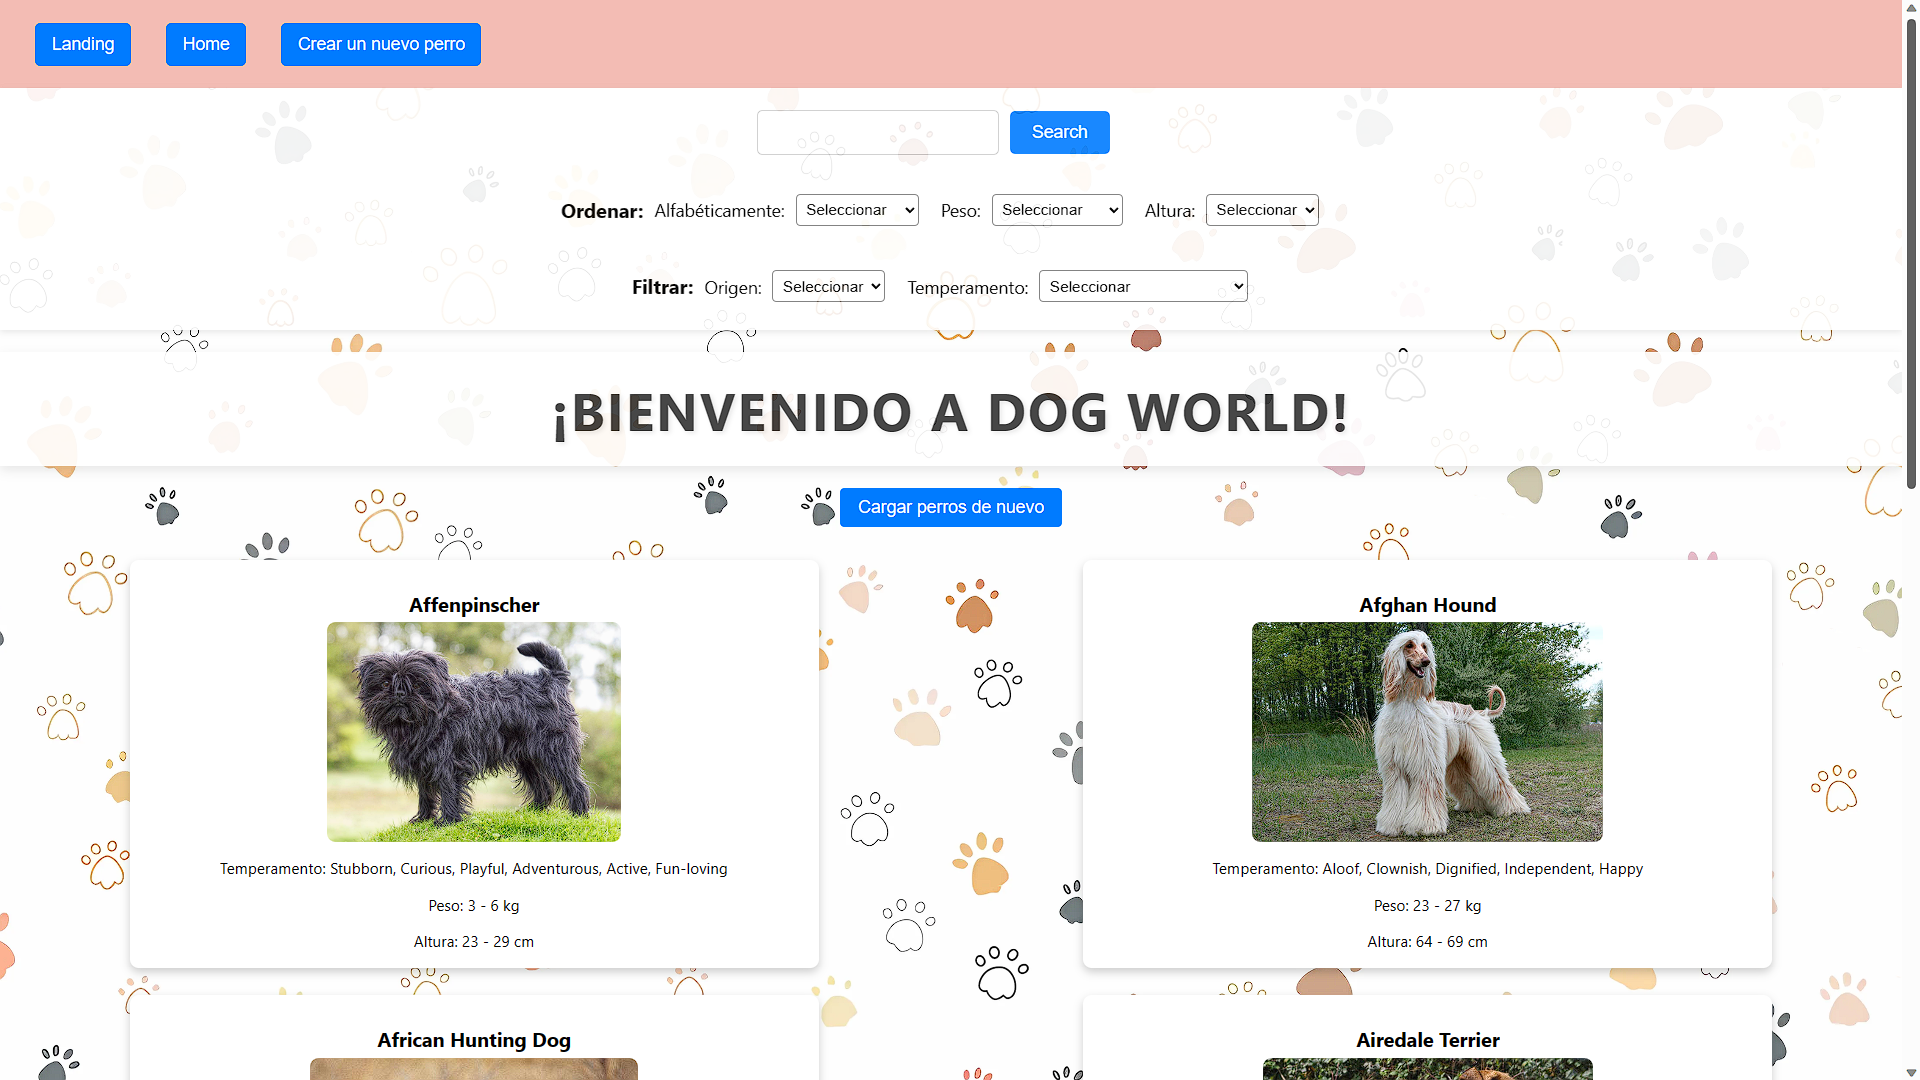 Landing Home Crear un nuevo perro
Search
Ordenar: Alfabéticamente: Seleccionar Peso: Seleccionar Altura: Seleccionar
Filtrar: Origen: Seleccionar Temperamento: Seleccionar
¡BIENVENIDO A DOG WORLD!
Cargar perros de nuevo
Affenpinscher
Temperamento: Stubborn, Curious, Playful, Adventurous, Active, Fun-loving
Peso: 3 - 6 kg
Altura: 23 - 29 cm
Afghan Hound
Temperamento: Aloof, Clownish, Dignified, Independent, Happy
Peso: 23 - 27 kg
Altura: 64 - 69 cm
African Hunting Dog
Airedale Terrier